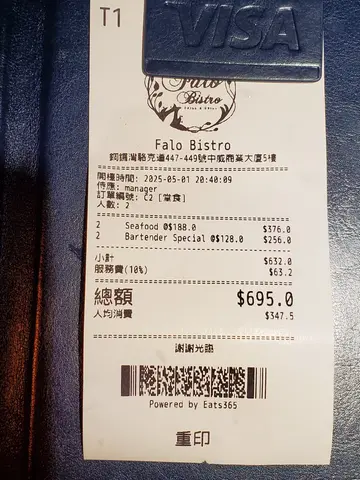 T1
VISA
Falo
Bistro
Falo Bistro
銅鑼灣駱克道447-449號中威商業大廈5樓
開檯時間: 2025-05-01 20:40:09
侍應: manager
訂單編號: C2 [堂食]
人數: 2
2 Seafood @$188.0 $376.0
2 Bartender Special @$128.0 $256.0
小計 $632.0
服務費(10%) $63.2
總額 $695.0
人均消費 $347.5
謝謝光臨
Powered by Eats365
重印